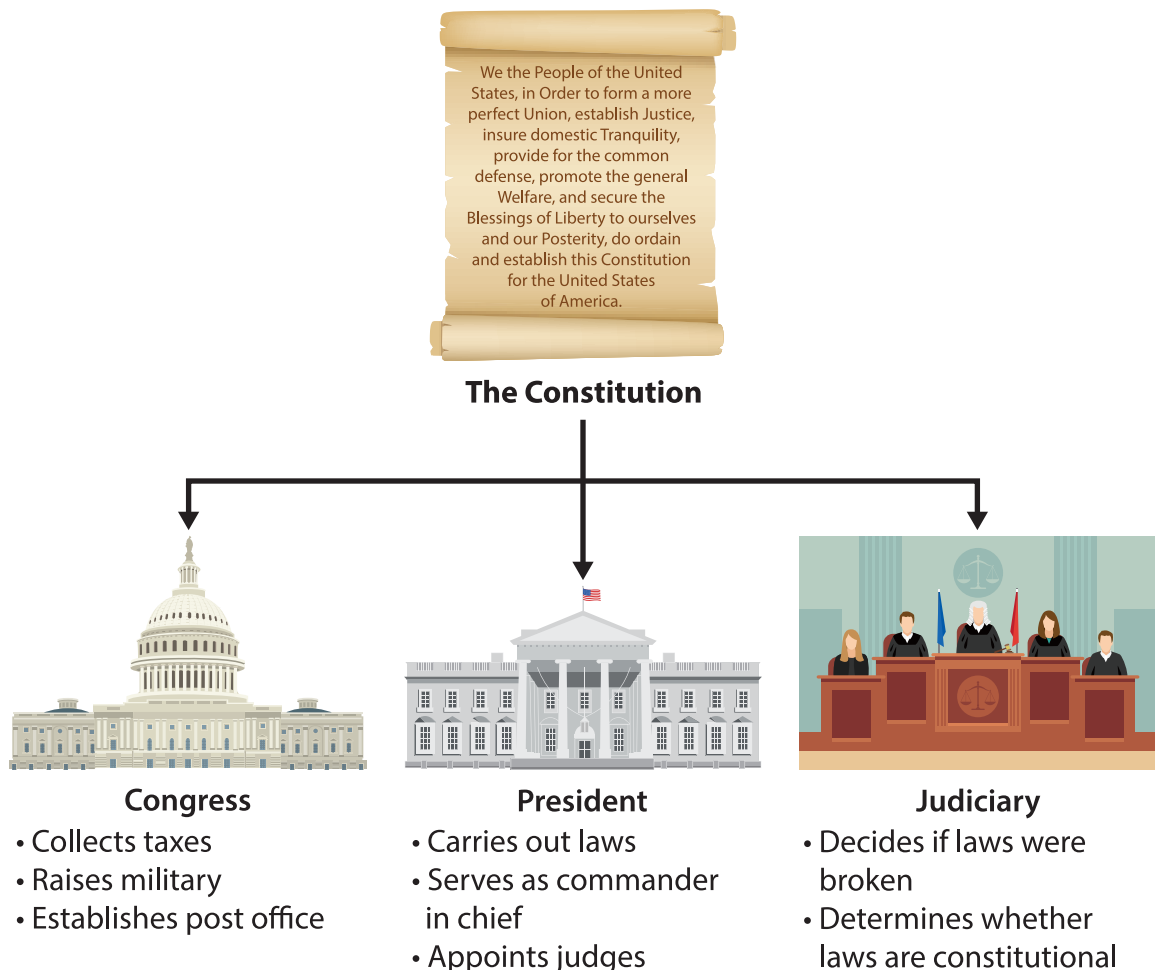 We the People of the United
States, in Order to form a more
perfect Union, establish Justice,
insure domestic Tranquility,
provide for the common
defense, promote the general
Welfare, and secure the
Blessings of Liberty to ourselves
and our Posterity, do ordain
and establish this Constitution
for the United States
of America.
The Constitution
Congress
• Collects taxes
• Raises military
• Establishes post office
President
• Carries out laws
• Serves as commander
in chief
• Appoints judges
Judiciary
• Decides if laws were
broken
• Determines whether
laws are constitutional